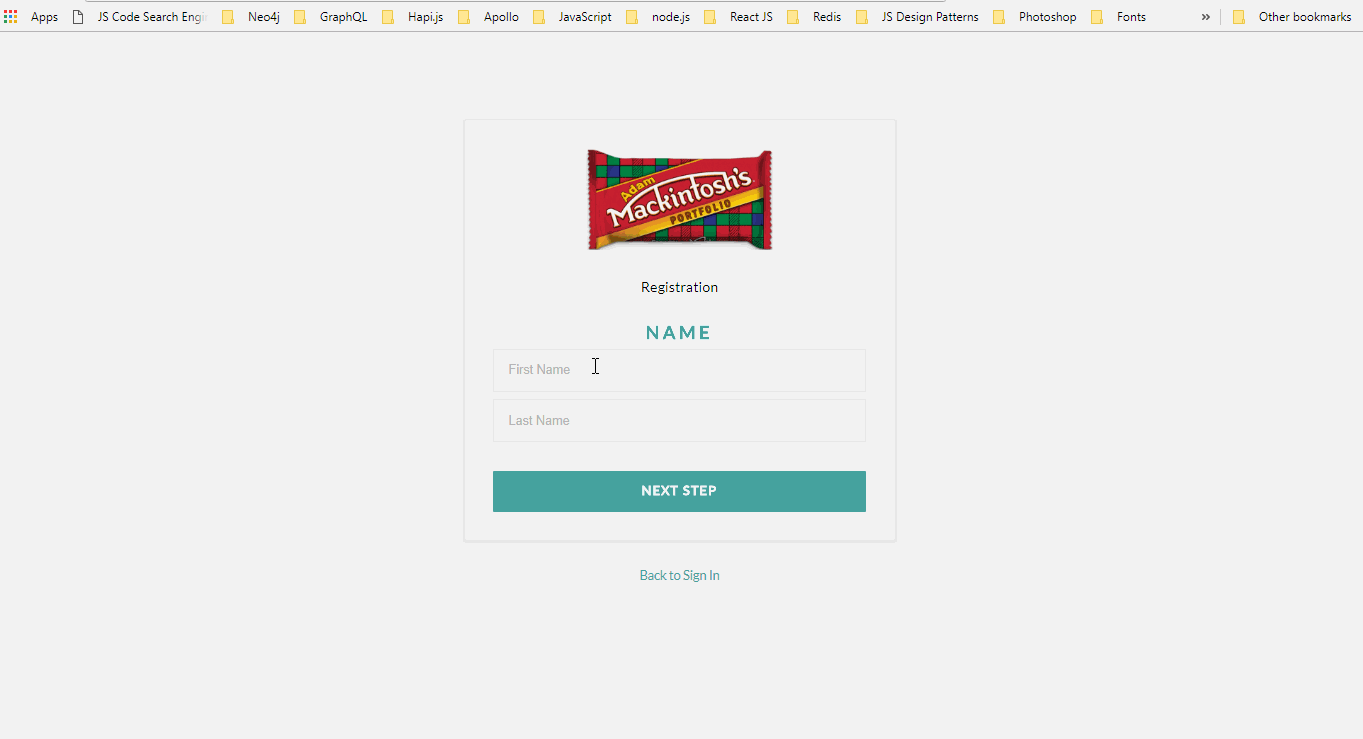 Apps JS Code Search Engi Neo4j GraphQL Hapi.js Apollo JavaScript node.js React JS Redis JS Design Patterns Photoshop Fonts » Other bookmarks
Adam
Mackintosh's
PORTFOLIO
Registration
NAME
First Name
Last Name
NEXT STEP
Back to Sign In